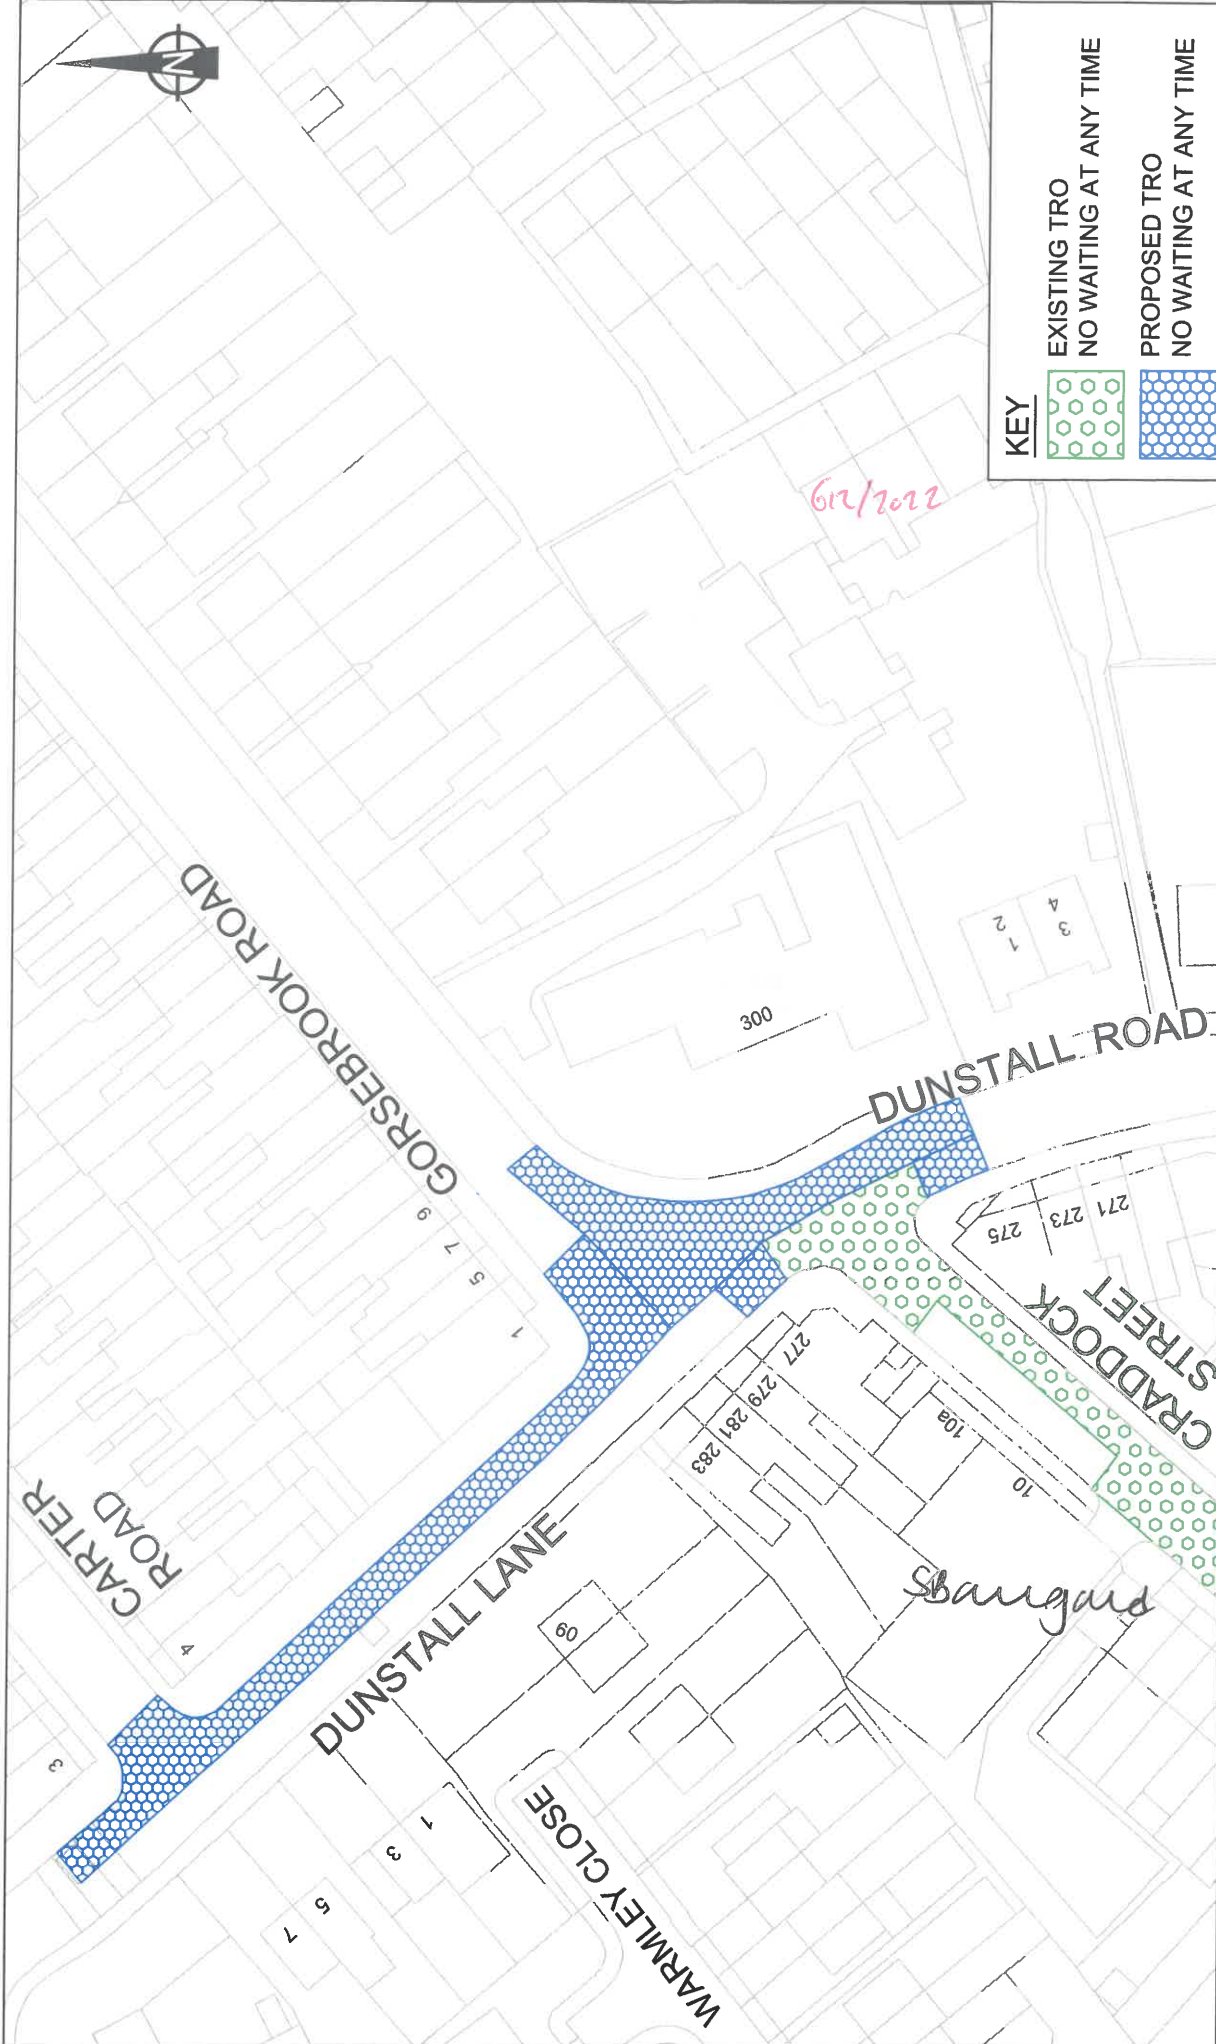 N
CARTER
ROAD
GORSEBROOK ROAD
DUNSTALL LANE
WARMLEY CLOSE
DUNSTALL ROAD
CRADDOCK
STREET
3
4
1
5
7
9
1
3
5
7
60
283
281
279
277
10a
10
275
273
271
300
1
2
3
4
612/2022
KEY
EXISTING TRO
NO WAITING AT ANY TIME
PROPOSED TRO
NO WAITING AT ANY TIME